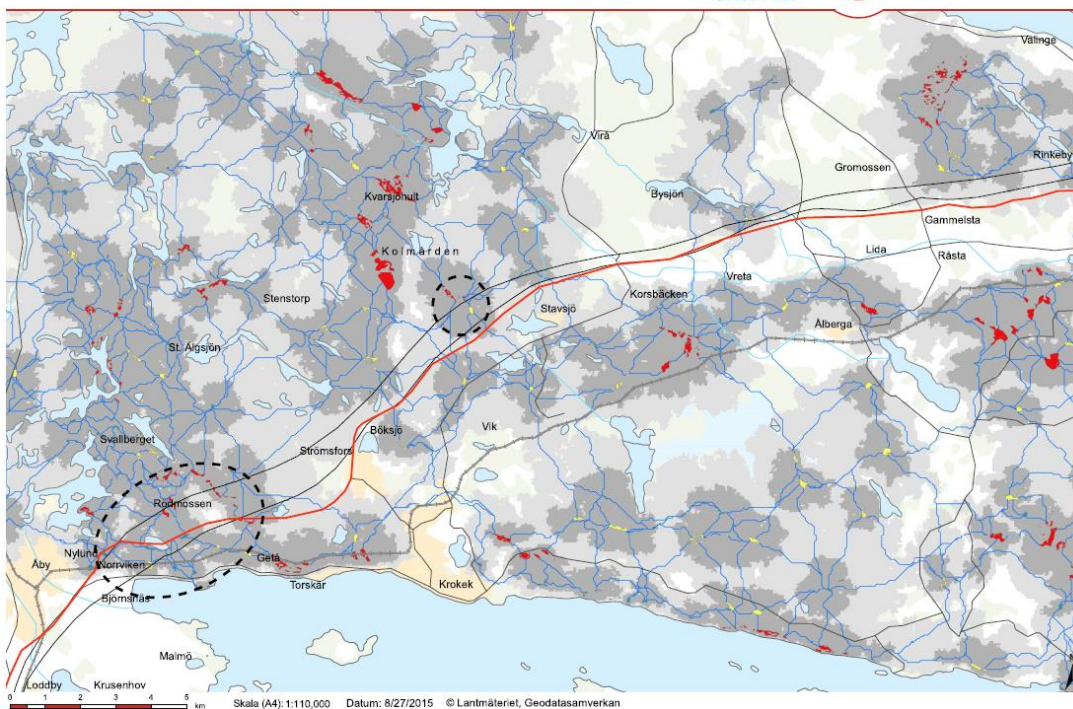 Välinge
Virå
Gromossen
Rinkeby
Kvarsjöhult
Bysjön
Gammelsta
Kolmården
Lida
Råsta
Vreta
Stenstorp
Korsbäcken
Stavsjö
Ålberga
St. Älgsjön
Svallberget
Böksjö
Vik
Strömsfors
Rödmossen
Nylund
Getå
Åby
Norrviken
Torskär
Krokek
Björnsnäs
Malmö
Loddby
Krusenhov
0 1 2 3 4 5
km
Skala (A4): 1:110,000 Datum: 8/27/2015 © Lantmäteriet, Geodatasamverkan